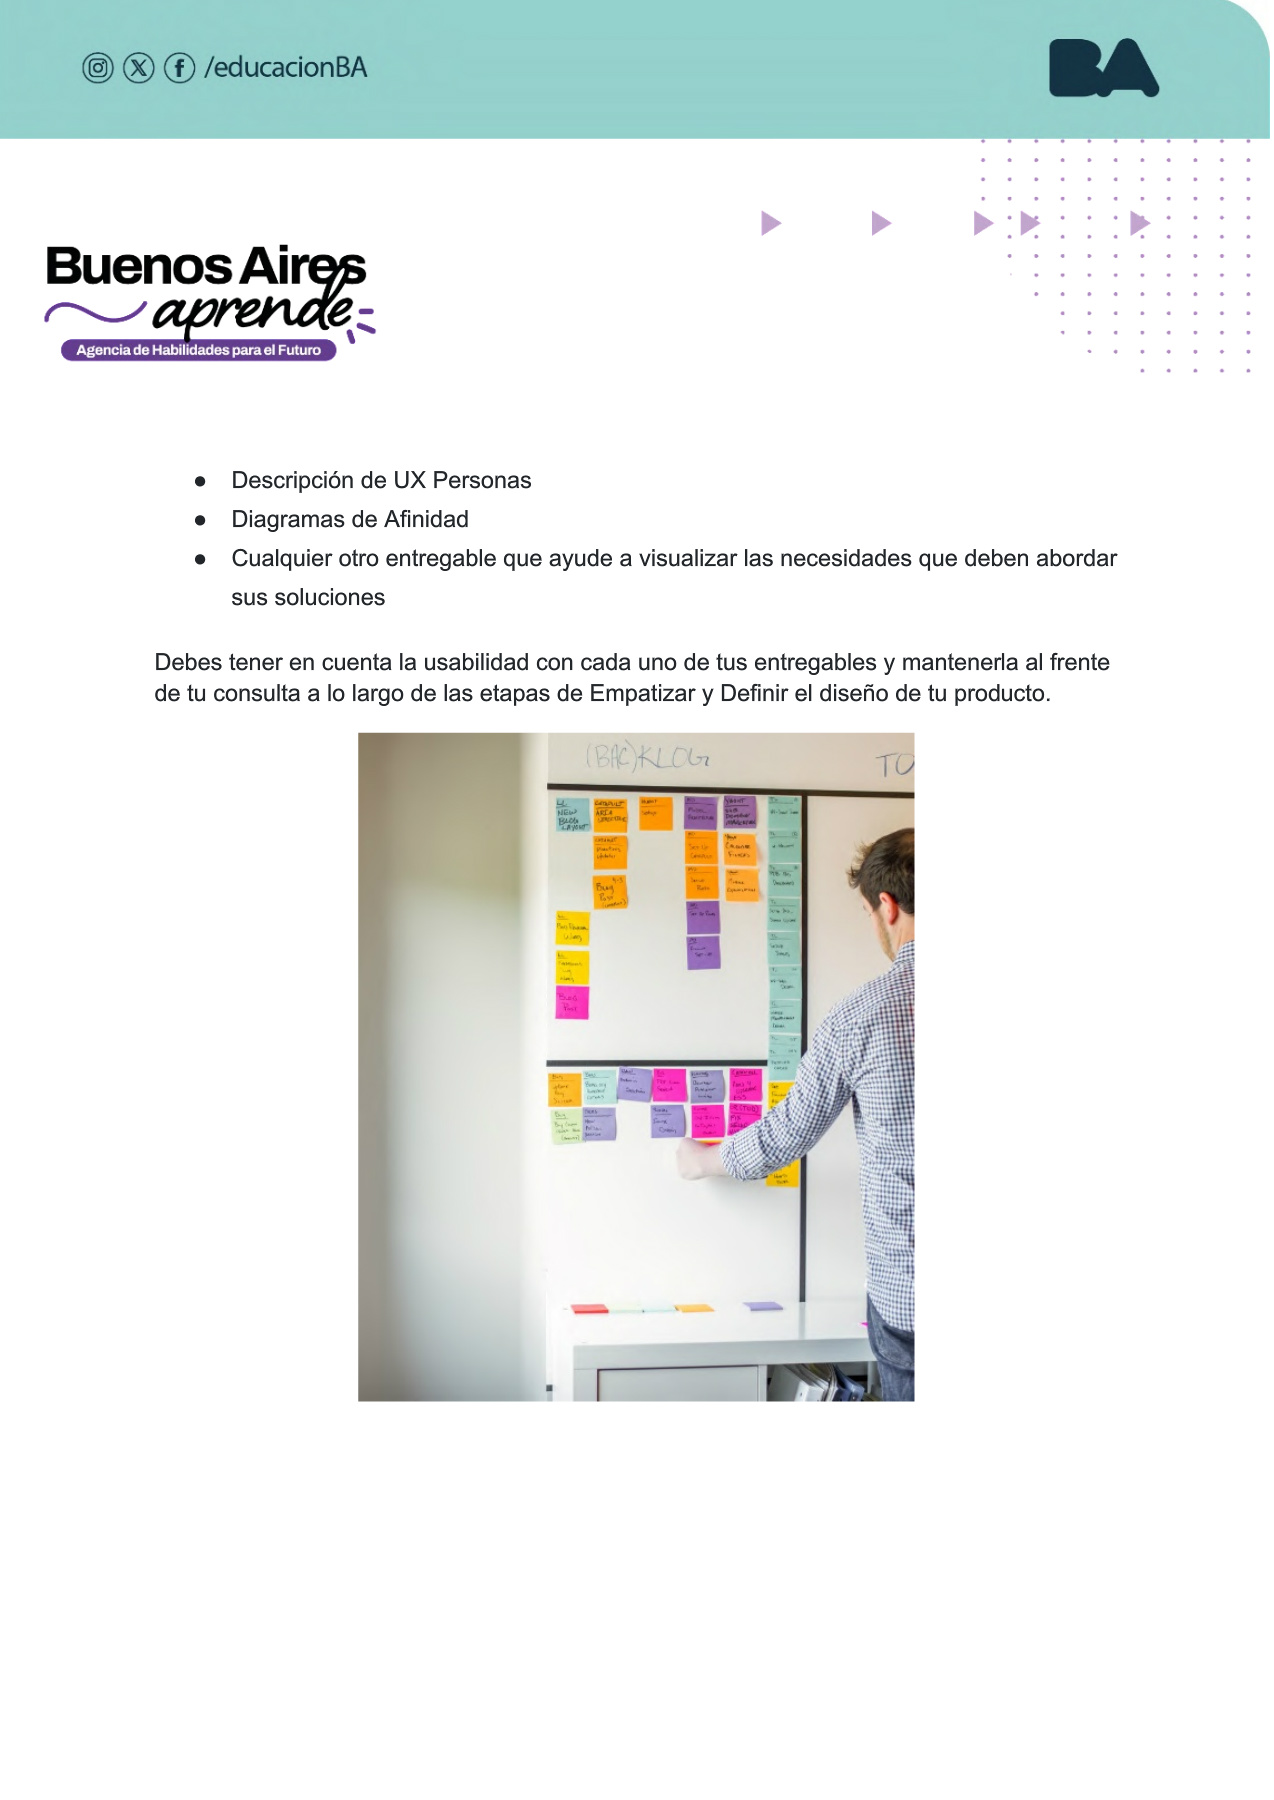 /educacionBA
BA
Buenos Aires
aprende
Agencia de Habilidades para el Futuro
● Descripción de UX Personas
● Diagramas de Afinidad
● Cualquier otro entregable que ayude a visualizar las necesidades que deben abordar
sus soluciones
Debes tener en cuenta la usabilidad con cada uno de tus entregables y mantenerla al frente
de tu consulta a lo largo de las etapas de Empatizar y Definir el diseño de tu producto.
(BAC)KLOG
TO
NEW
BLOG
LAYOUT
BLOG
POST